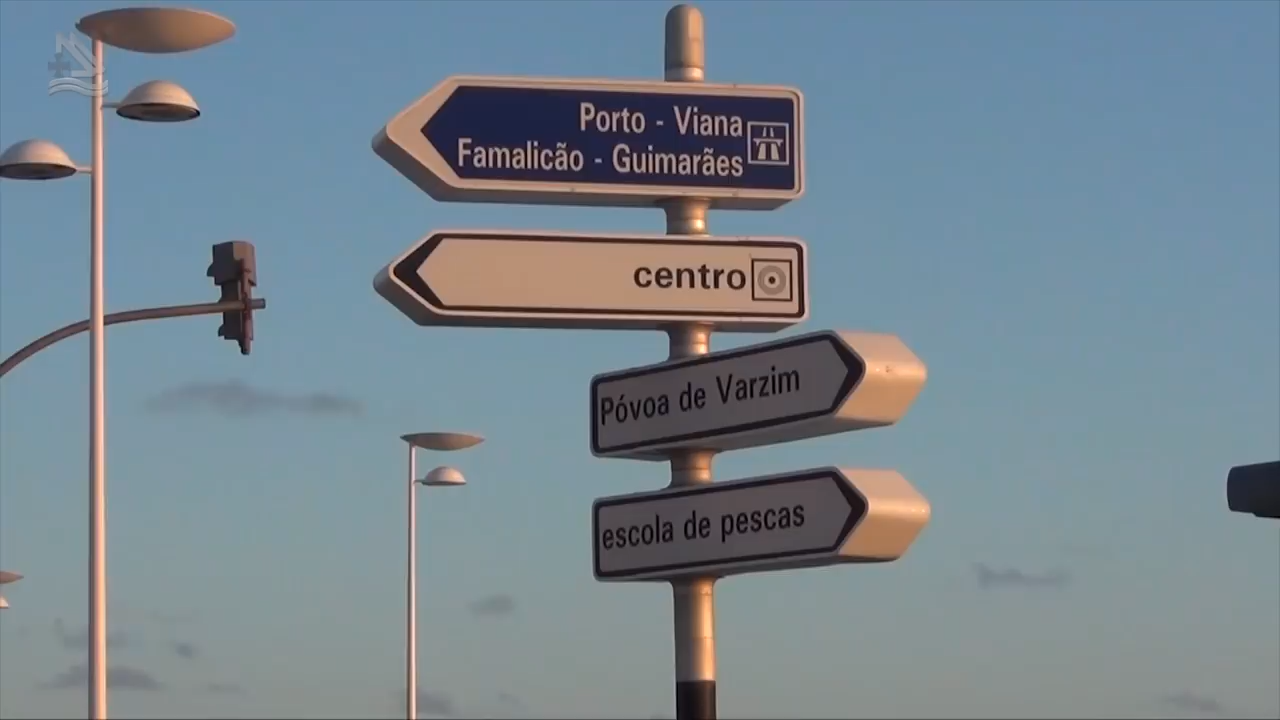 Porto - Viana
Famalicão - Guimarães
centro
Póvoa de Varzim
escola de pescas